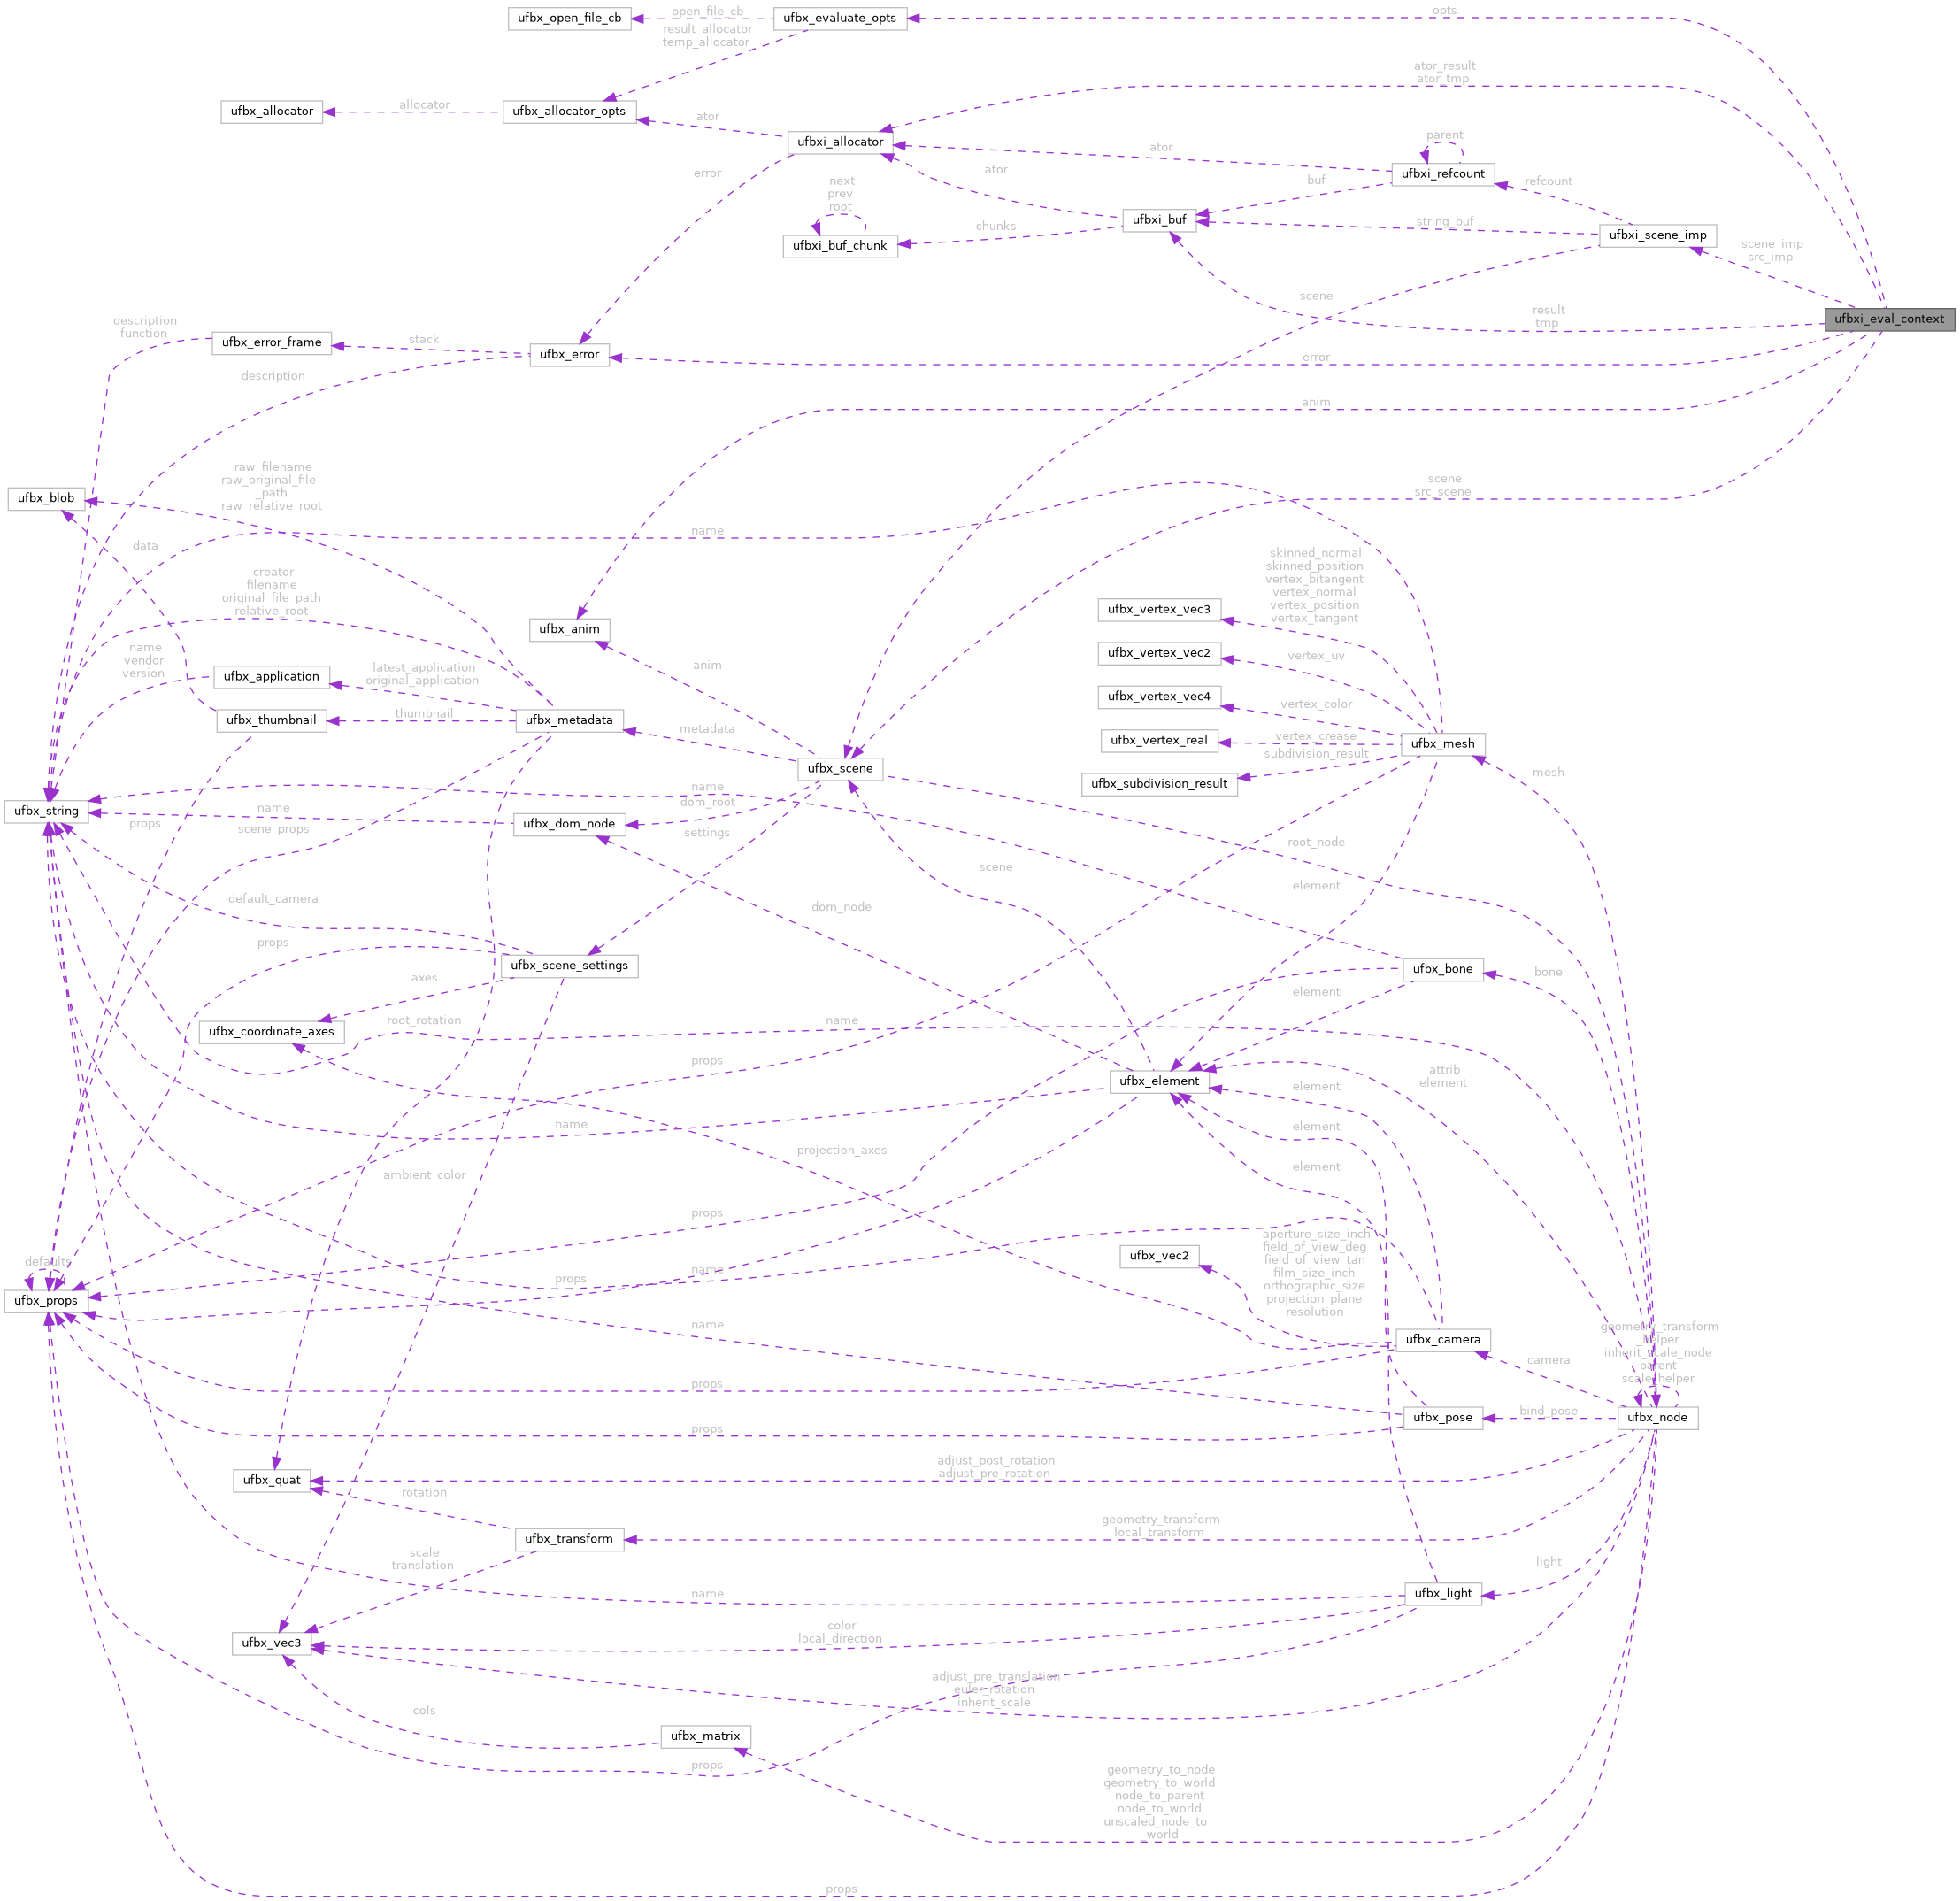 opts
open_file_cb
ufbx_open_file_cb
ufbx_evaluate_opts
result_allocator
temp_allocator
ator_result
ator_tmp
ufbx_allocator
allocator
ufbx_allocator_opts
ator
ufbxi_allocator
parent
ator
ufbxi_refcount
error
ator
buf
refcount
next
prev
root
ufbxi_buf
string_buf
chunks
ufbxi_buf_chunk
ufbxi_scene_imp
scene_imp
src_imp
scene
result
tmp
ufbxi_eval_context
description
function
ufbx_error_frame
stack
ufbx_error
error
description
anim
raw_filename
raw_original_file
_path
raw_relative_root
scene
src_scene
ufbx_blob
name
data
skinned_normal
skinned_position
vertex_bitangent
vertex_normal
vertex_position
vertex_tangent
creator
filename
original_file_path
relative_root
ufbx_vertex_vec3
ufbx_anim
name
vendor
version
ufbx_vertex_vec2
vertex_uv
latest_application
original_application
ufbx_application
anim
ufbx_vertex_vec4
vertex_color
ufbx_thumbnail
thumbnail
ufbx_metadata
metadata
ufbx_vertex_real
vertex_crease
ufbx_mesh
subdivision_result
ufbx_scene
mesh
ufbx_subdivision_result
name
dom_root
ufbx_string
name
props
scene_props
ufbx_dom_node
settings
root_node
scene
element
default_camera
dom_node
props
ufbx_scene_settings
axes
ufbx_bone
bone
element
ufbx_coordinate_axes
root_rotation
name
props
attrib
element
ufbx_element
element
name
element
projection_axes
ambient_color
element
props
aperture_size_inch
field_of_view_deg
field_of_view_tan
film_size_inch
orthographic_size
projection_plane
resolution
ufbx_vec2
defaults
name
props
ufbx_props
name
ufbx_camera
geometry_transform
_helper
inherit_scale_node
parent
scale_helper
camera
props
ufbx_pose
bind_pose
ufbx_node
props
adjust_post_rotation
adjust_pre_rotation
ufbx_quat
rotation
geometry_transform
local_transform
ufbx_transform
scale
translation
light
name
ufbx_light
color
local_direction
ufbx_vec3
adjust_pre_translation
euler_rotation
inherit_scale
cols
ufbx_matrix
props
geometry_to_node
geometry_to_world
node_to_parent
node_to_world
unscaled_node_to
_world
props